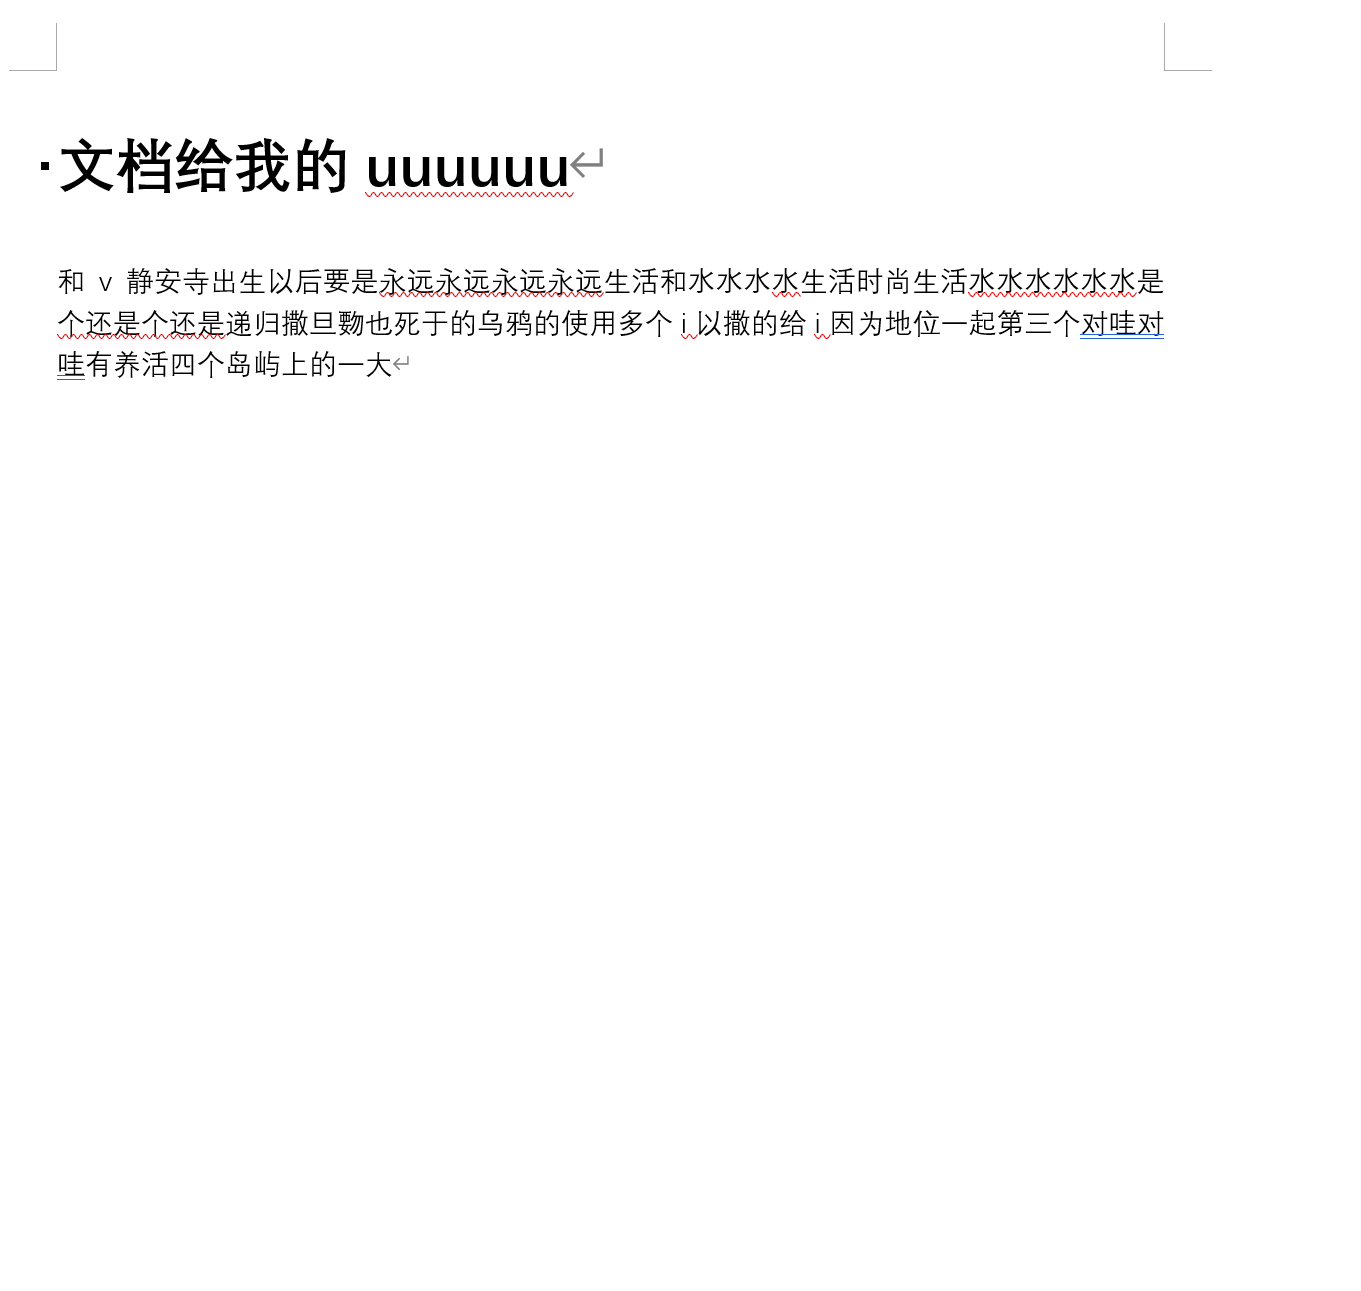 文档给我的 uuuuuu
和 v 静安寺出生以后要是永远永远永远永远生活和水水水水生活时尚生活水水水水水水是
个还是个还是递归撒旦覅也死于的乌鸦的使用多个 i 以撒的给 i 因为地位一起第三个对哇对
哇有养活四个岛屿上的一大